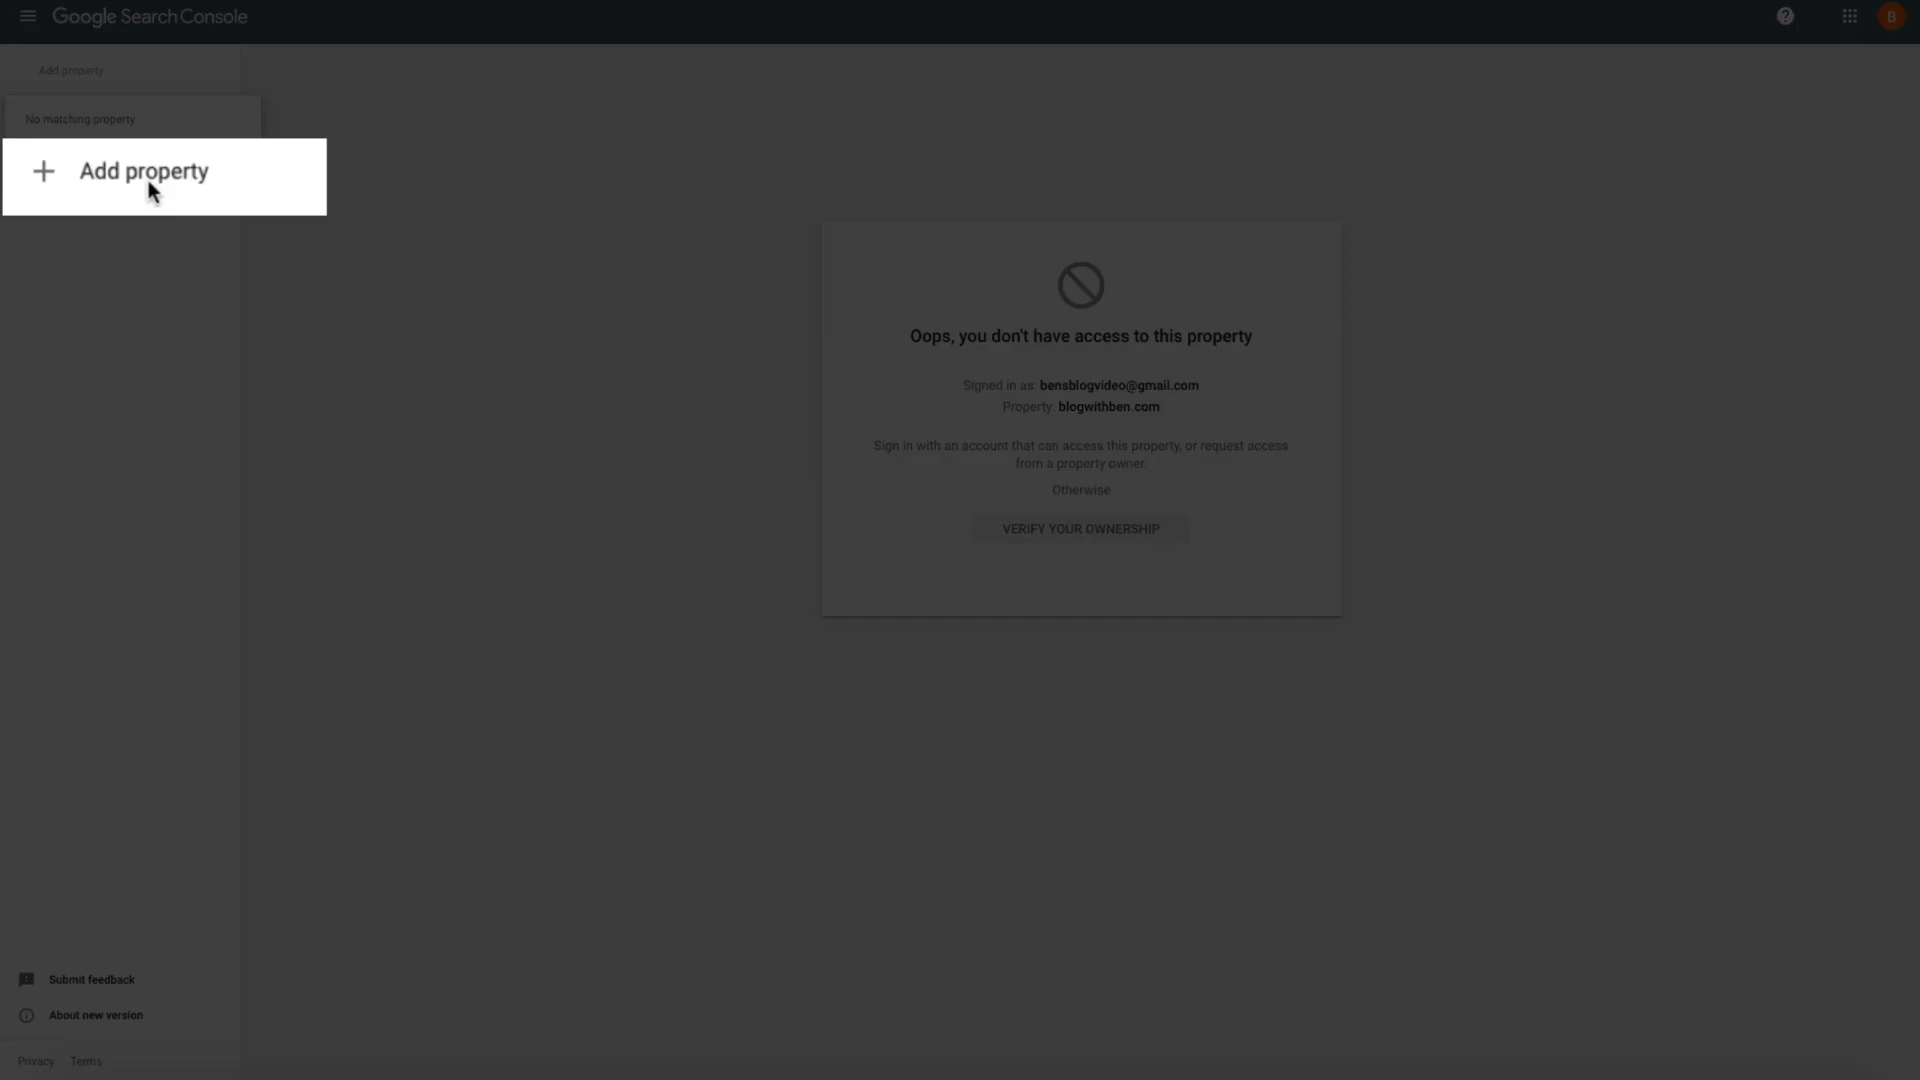 Google Search Console
B
Add property
No matching property
Add property
Oops, you don't have access to this property
Signed in as: bensblogvideo@gmail.com
Property: blogwithben.com
Sign in with an account that can access this property, or request access
from a property owner.
Otherwise
VERIFY YOUR OWNERSHIP
Submit feedback
About new version
Privacy Terms